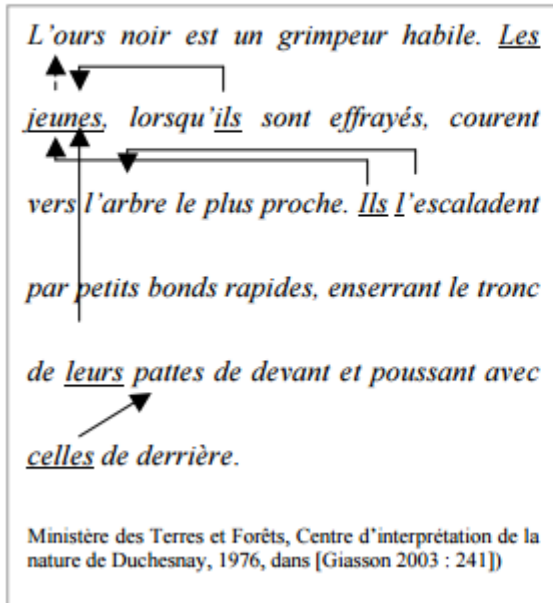 L'ours noir est un grimpeur habile. Les
jeunes, lorsqu'ils sont effrayés, courent
vers l'arbre le plus proche. Ils l'escaladent
par petits bonds rapides, enserrant le tronc
de leurs pattes de devant et poussant avec
celles de derrière.
Ministère des Terres et Forêts, Centre d'interprétation de la
nature de Duchesnay, 1976, dans [Giasson 2003 : 241])